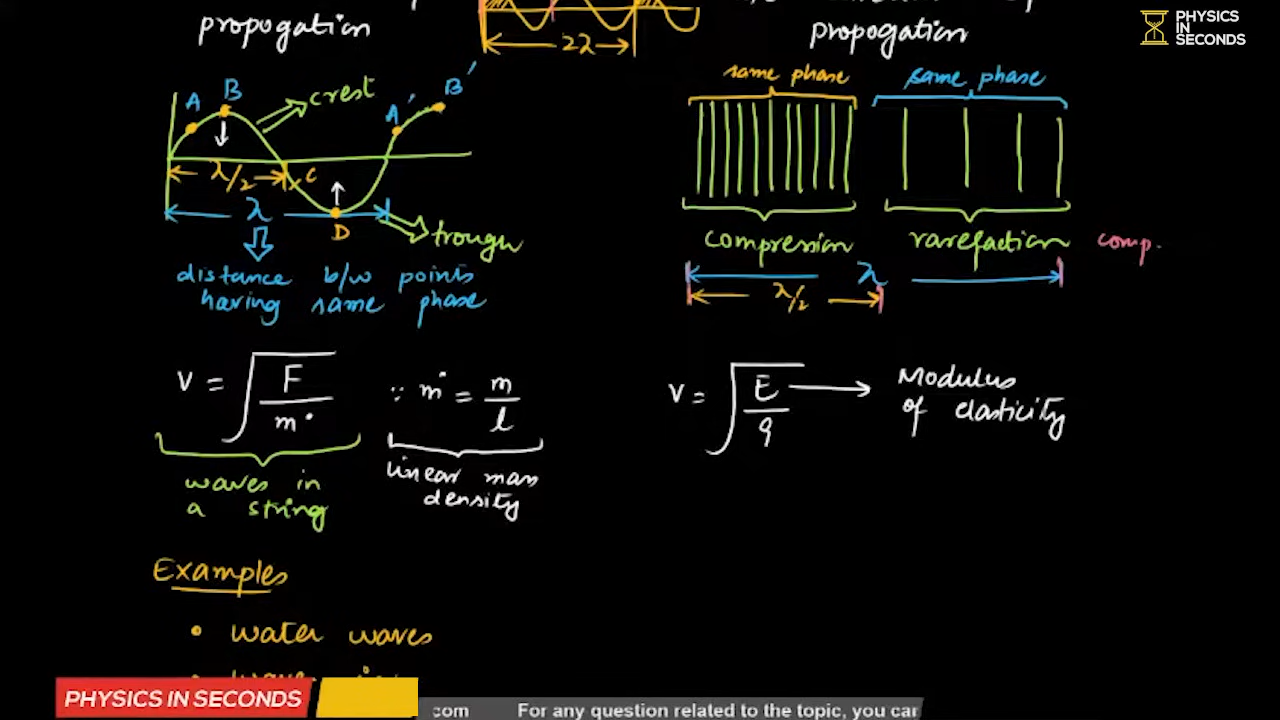 propogation
2λ
propogation
PHYSICS
IN
SECONDS
A
B
crest
A'
B'
λ/2
C
λ
D
trough
distance b/w points
having same phase
same phase
same phase
compression
rarefaction
comp.
λ
λ/2
v = √F/m°
∵ m° = m/l
waves in
a string
linear mass
density
v = √E/ρ
Modulus
of elasticity
Examples
• water waves
PHYSICS IN SECONDS
com For any question related to the topic, you car